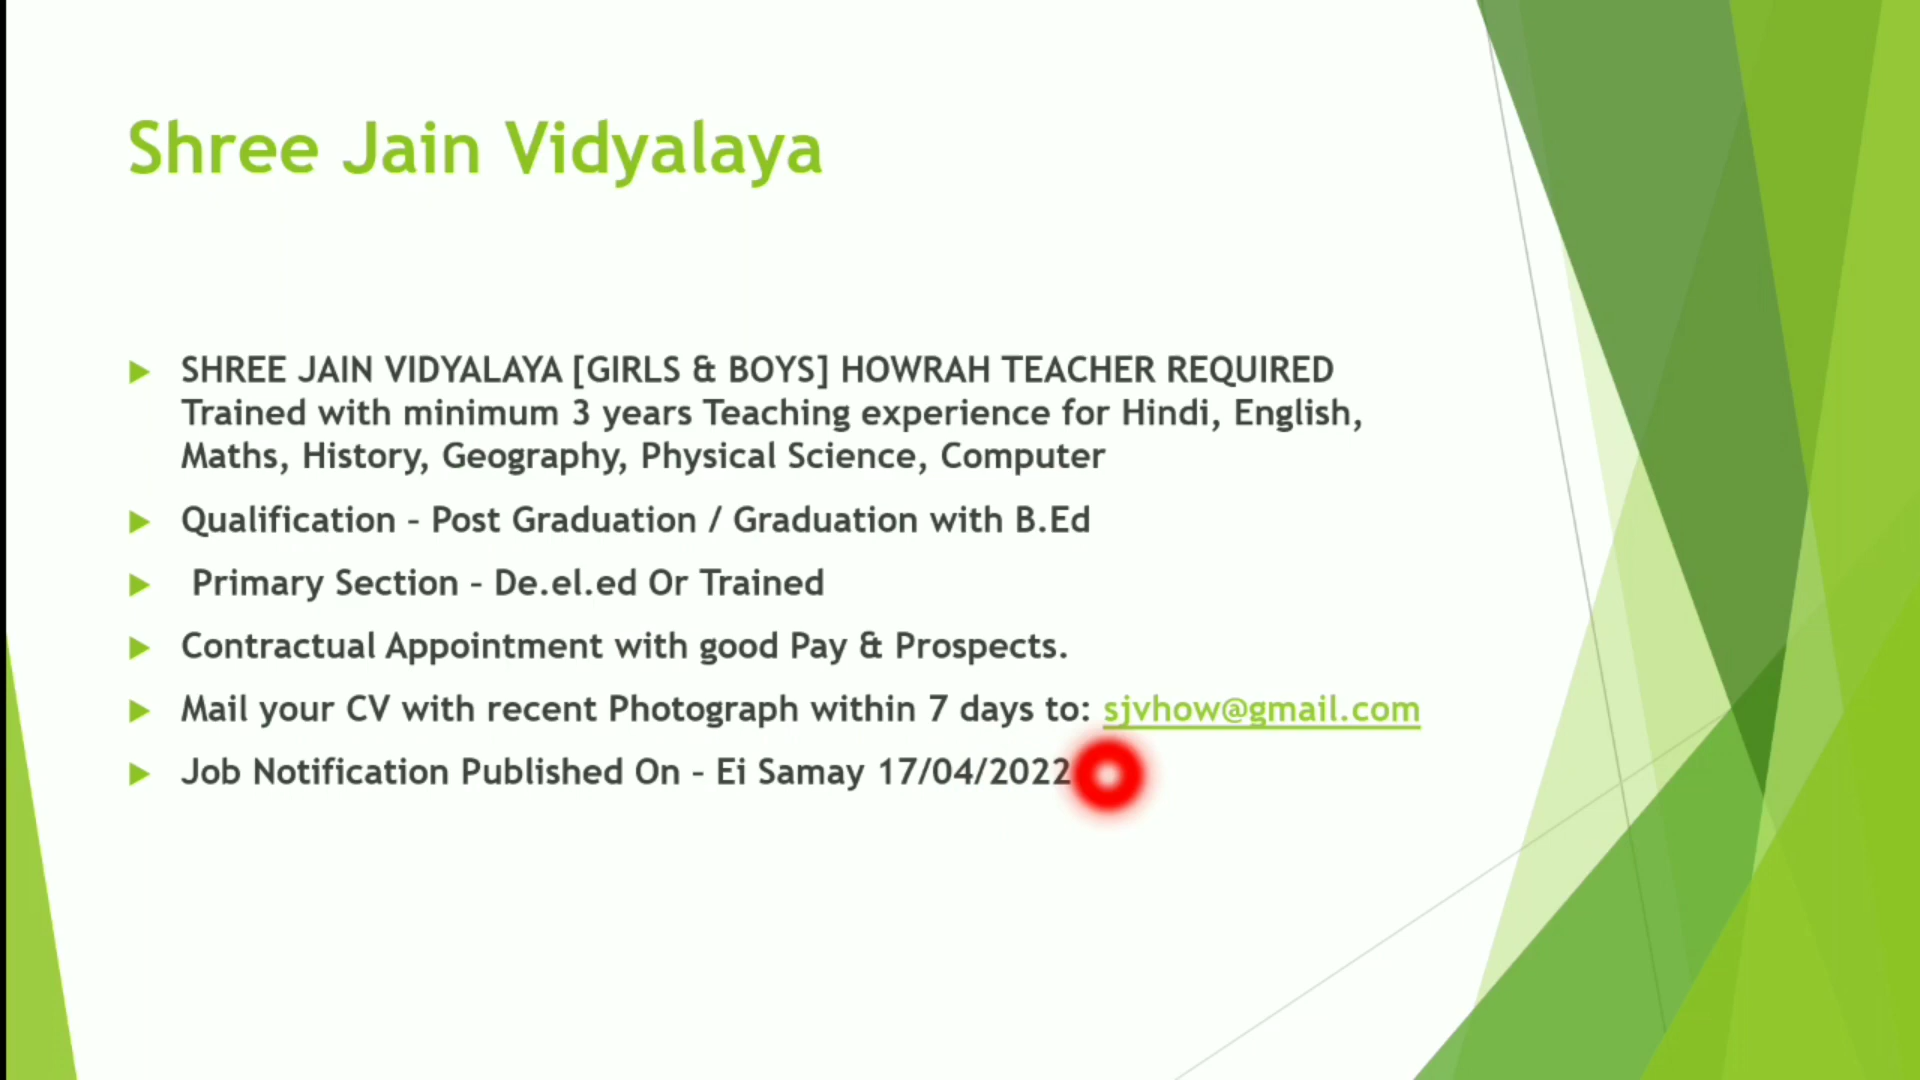 Shree Jain Vidyalaya
SHREE JAIN VIDYALAYA [GIRLS & BOYS] HOWRAH TEACHER REQUIRED
Trained with minimum 3 years Teaching experience for Hindi, English,
Maths, History, Geography, Physical Science, Computer
Qualification – Post Graduation / Graduation with B.Ed
Primary Section – De.el.ed Or Trained
Contractual Appointment with good Pay & Prospects.
Mail your CV with recent Photograph within 7 days to: sjvhow@gmail.com
Job Notification Published On – Ei Samay 17/04/2022